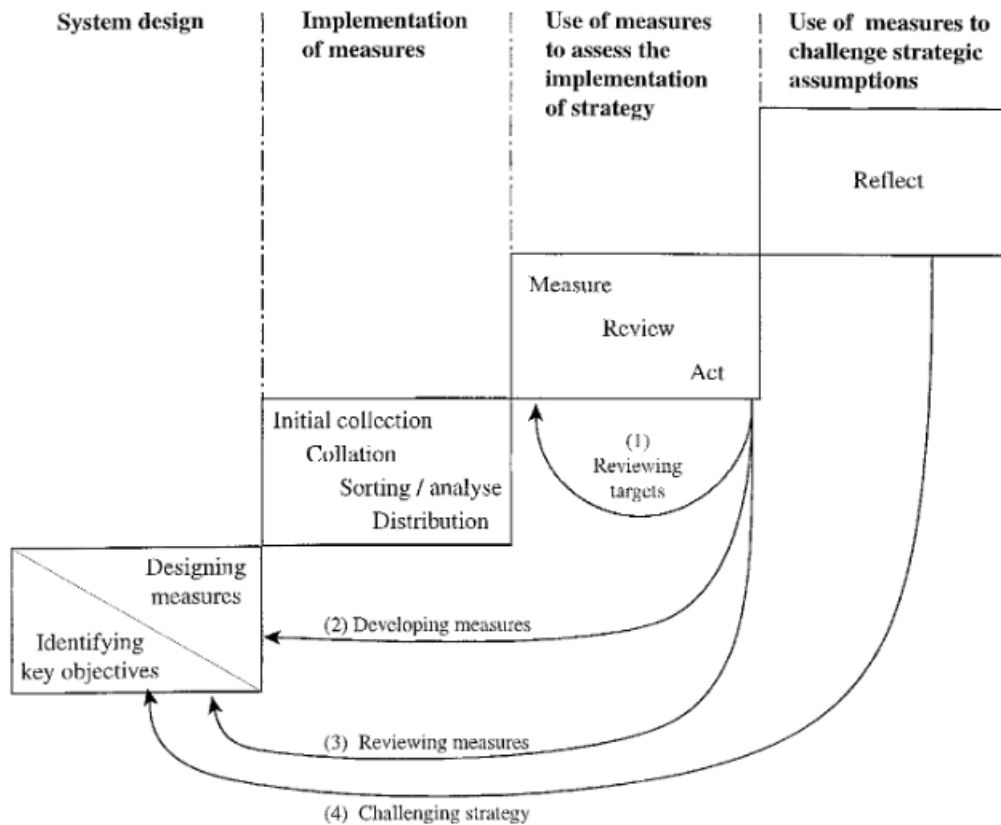 System design
Implementation
of measures
Use of measures
to assess the
implementation
of strategy
Use of measures to
challenge strategic
assumptions
Reflect
Measure
Review
Act
Initial collection
Collation
Sorting / analyse
Distribution
(1)
Reviewing
targets
Designing
measures
Identifying
key objectives
(2) Developing measures
(3) Reviewing measures
(4) Challenging strategy